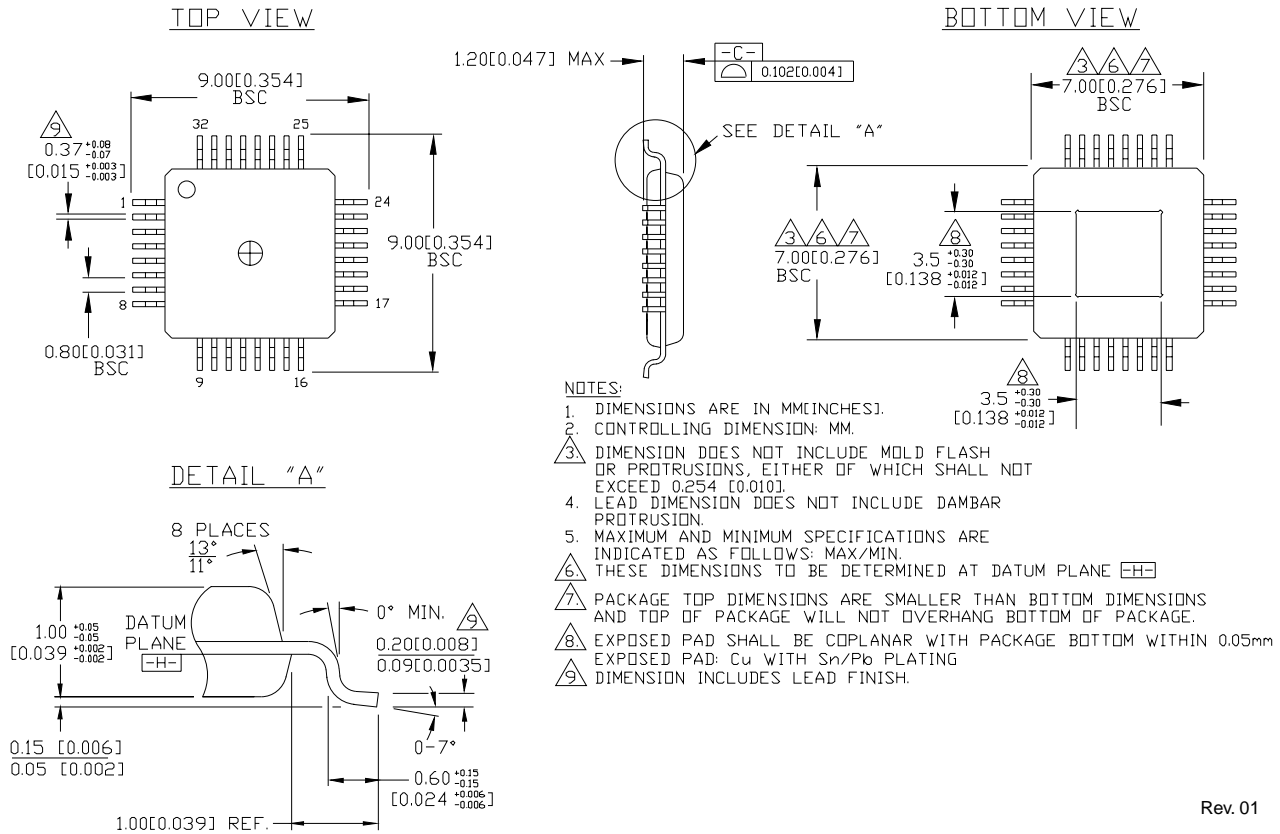 TOP VIEW
9.00[0.354]
BSC
9
0.37 +0.08 -0.07
[0.015 +0.003 -0.003]
32
25
1
24
9.00[0.354]
BSC
8
17
0.80[0.031]
BSC
9
16
1.20[0.047] MAX
-C-
0.102[0.004]
SEE DETAIL "A"
BOTTOM VIEW
3 6 7
7.00[0.276]
BSC
3 6 7
7.00[0.276]
BSC
8
3.5 +0.30 -0.30
[0.138 +0.012 -0.012]
8
3.5 +0.30 -0.30
[0.138 +0.012 -0.012]
NOTES:
1. DIMENSIONS ARE IN MM[INCHES].
2. CONTROLLING DIMENSION: MM.
3. DIMENSION DOES NOT INCLUDE MOLD FLASH
OR PROTRUSIONS, EITHER OF WHICH SHALL NOT
EXCEED 0.254 [0.010].
4. LEAD DIMENSION DOES NOT INCLUDE DAMBAR
PROTRUSION.
5. MAXIMUM AND MINIMUM SPECIFICATIONS ARE
INDICATED AS FOLLOWS: MAX/MIN.
6. THESE DIMENSIONS TO BE DETERMINED AT DATUM PLANE -H-
7. PACKAGE TOP DIMENSIONS ARE SMALLER THAN BOTTOM DIMENSIONS
AND TOP OF PACKAGE WILL NOT OVERHANG BOTTOM OF PACKAGE.
8. EXPOSED PAD SHALL BE COPLANAR WITH PACKAGE BOTTOM WITHIN 0.05mm
EXPOSED PAD: Cu WITH Sn/Pb PLATING
9. DIMENSION INCLUDES LEAD FINISH.
DETAIL "A"
8 PLACES
13°
11°
0° MIN.
9
0.20[0.008]
0.09[0.0035]
1.00 +0.05 -0.05
[0.039 +0.002 -0.002]
DATUM
PLANE
-H-
0.15 [0.006]
0.05 [0.002]
0-7°
0.60 +0.15 -0.15
[0.024 +0.006 -0.006]
1.00[0.039] REF.
Rev. 01